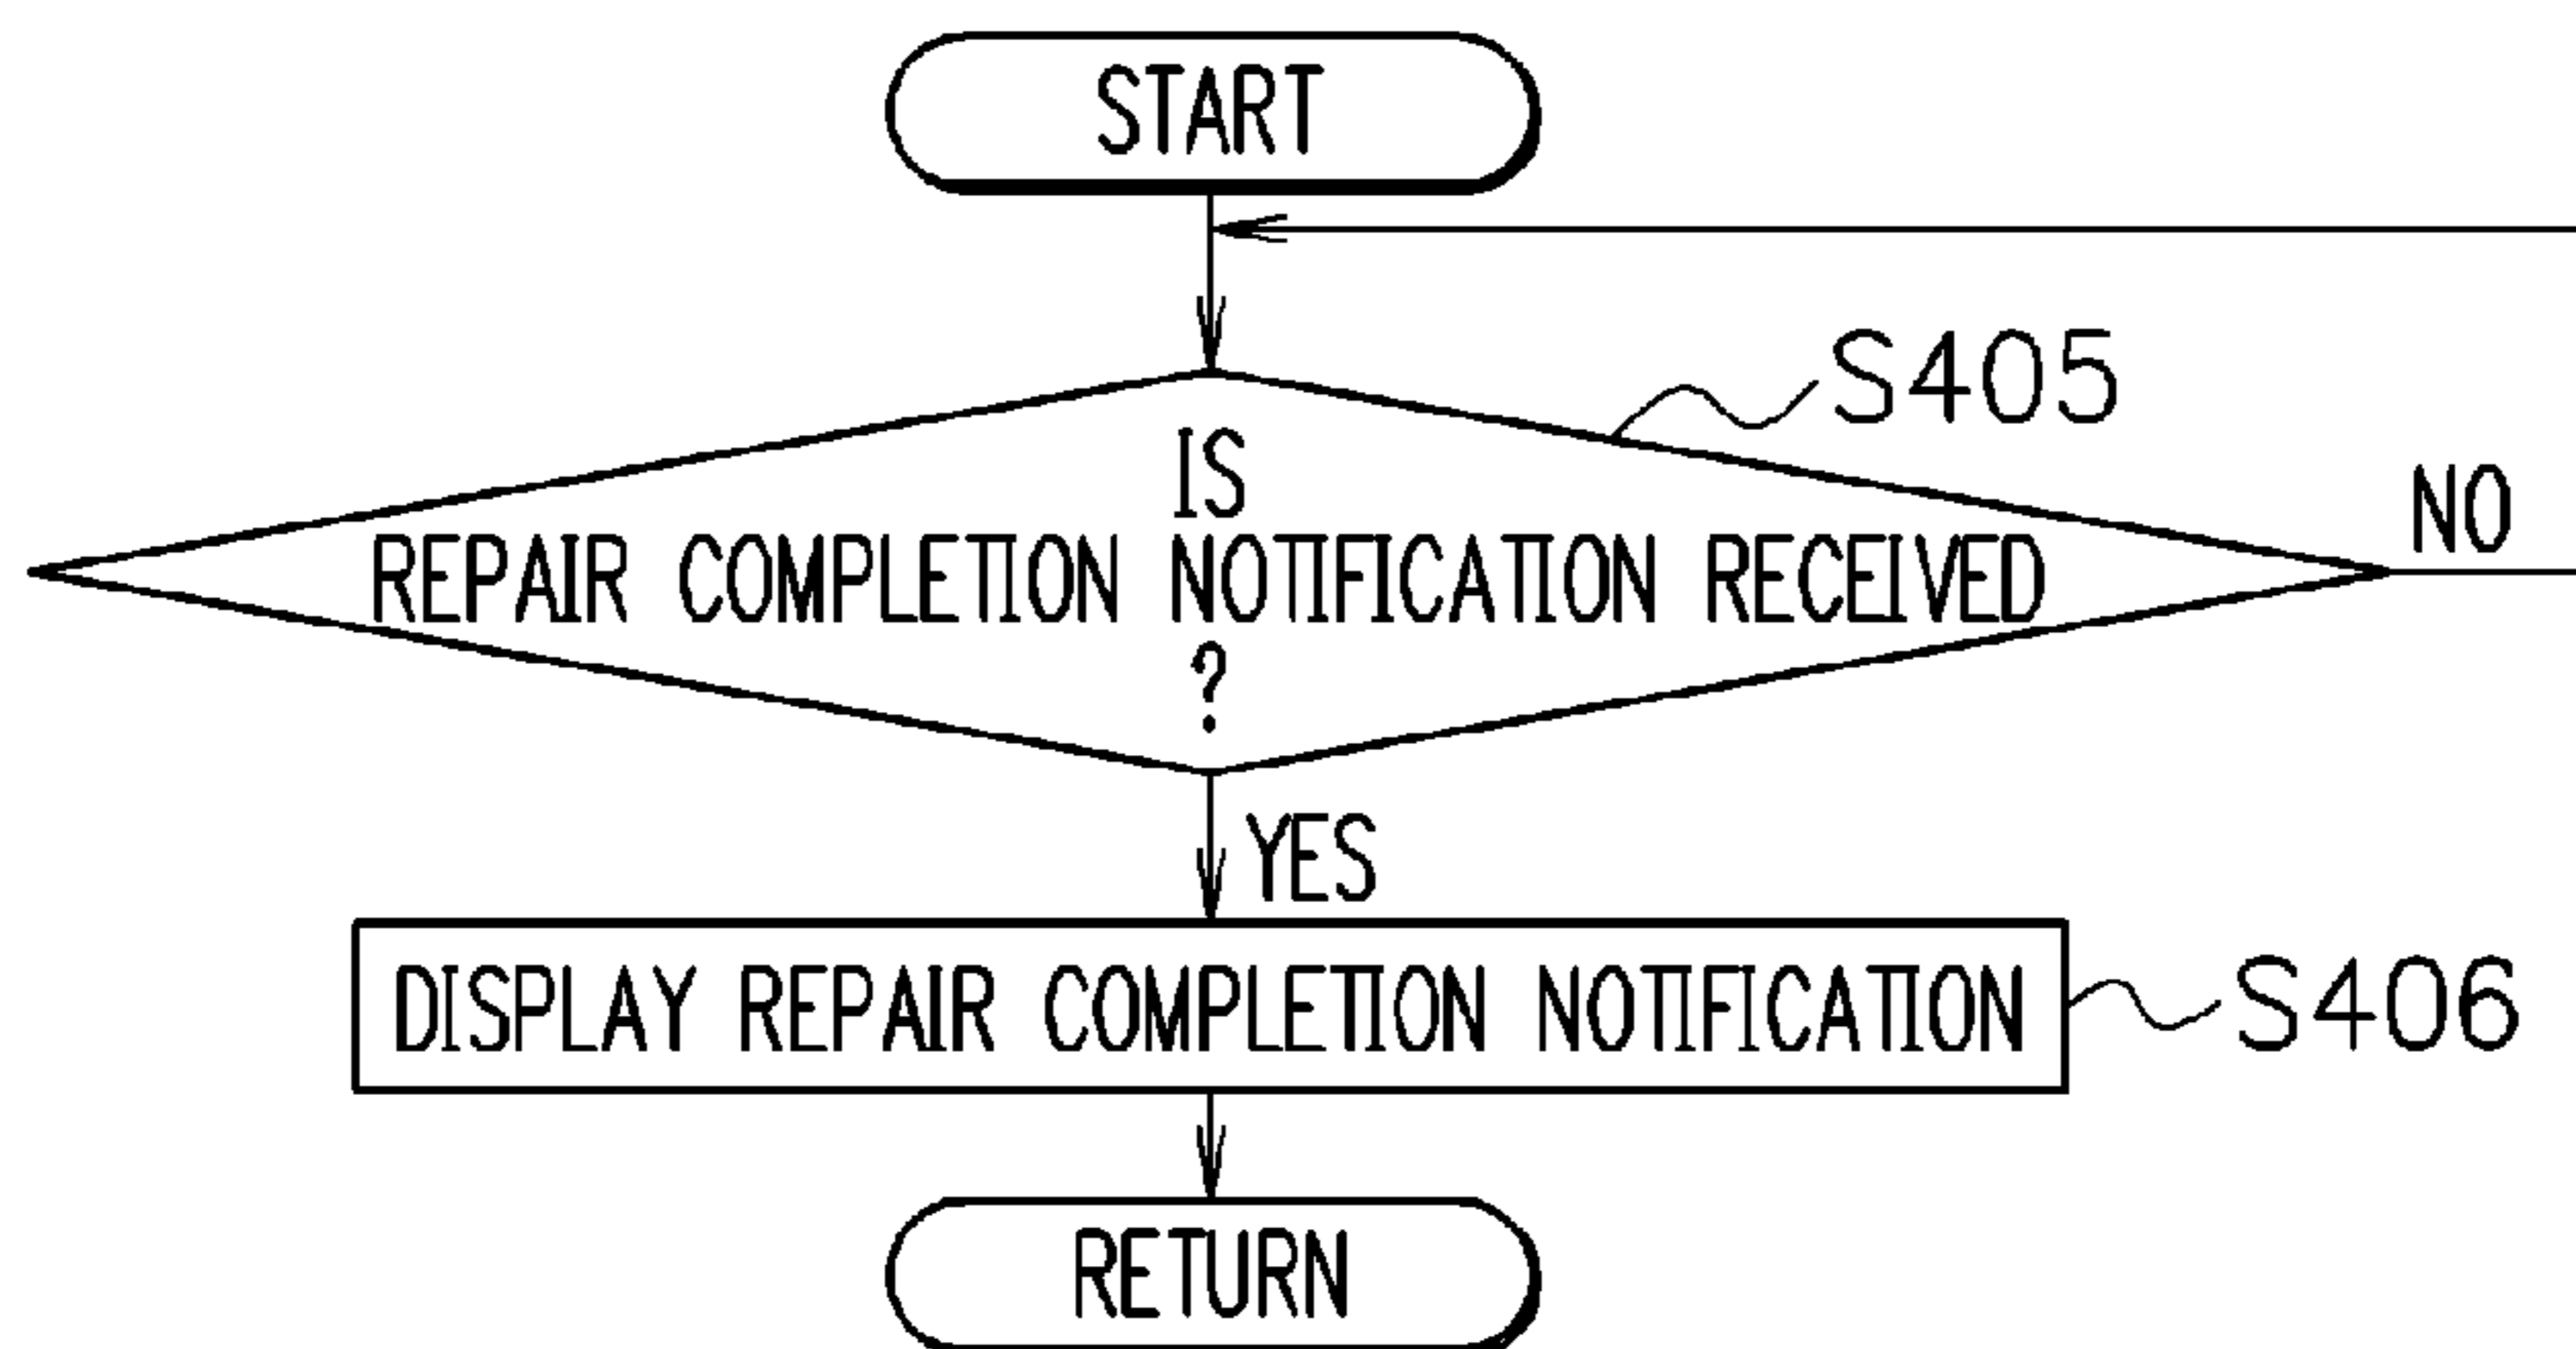 START
S405
IS
REPAIR COMPLETION NOTIFICATION RECEIVED
?
NO
YES
DISPLAY REPAIR COMPLETION NOTIFICATION
S406
RETURN